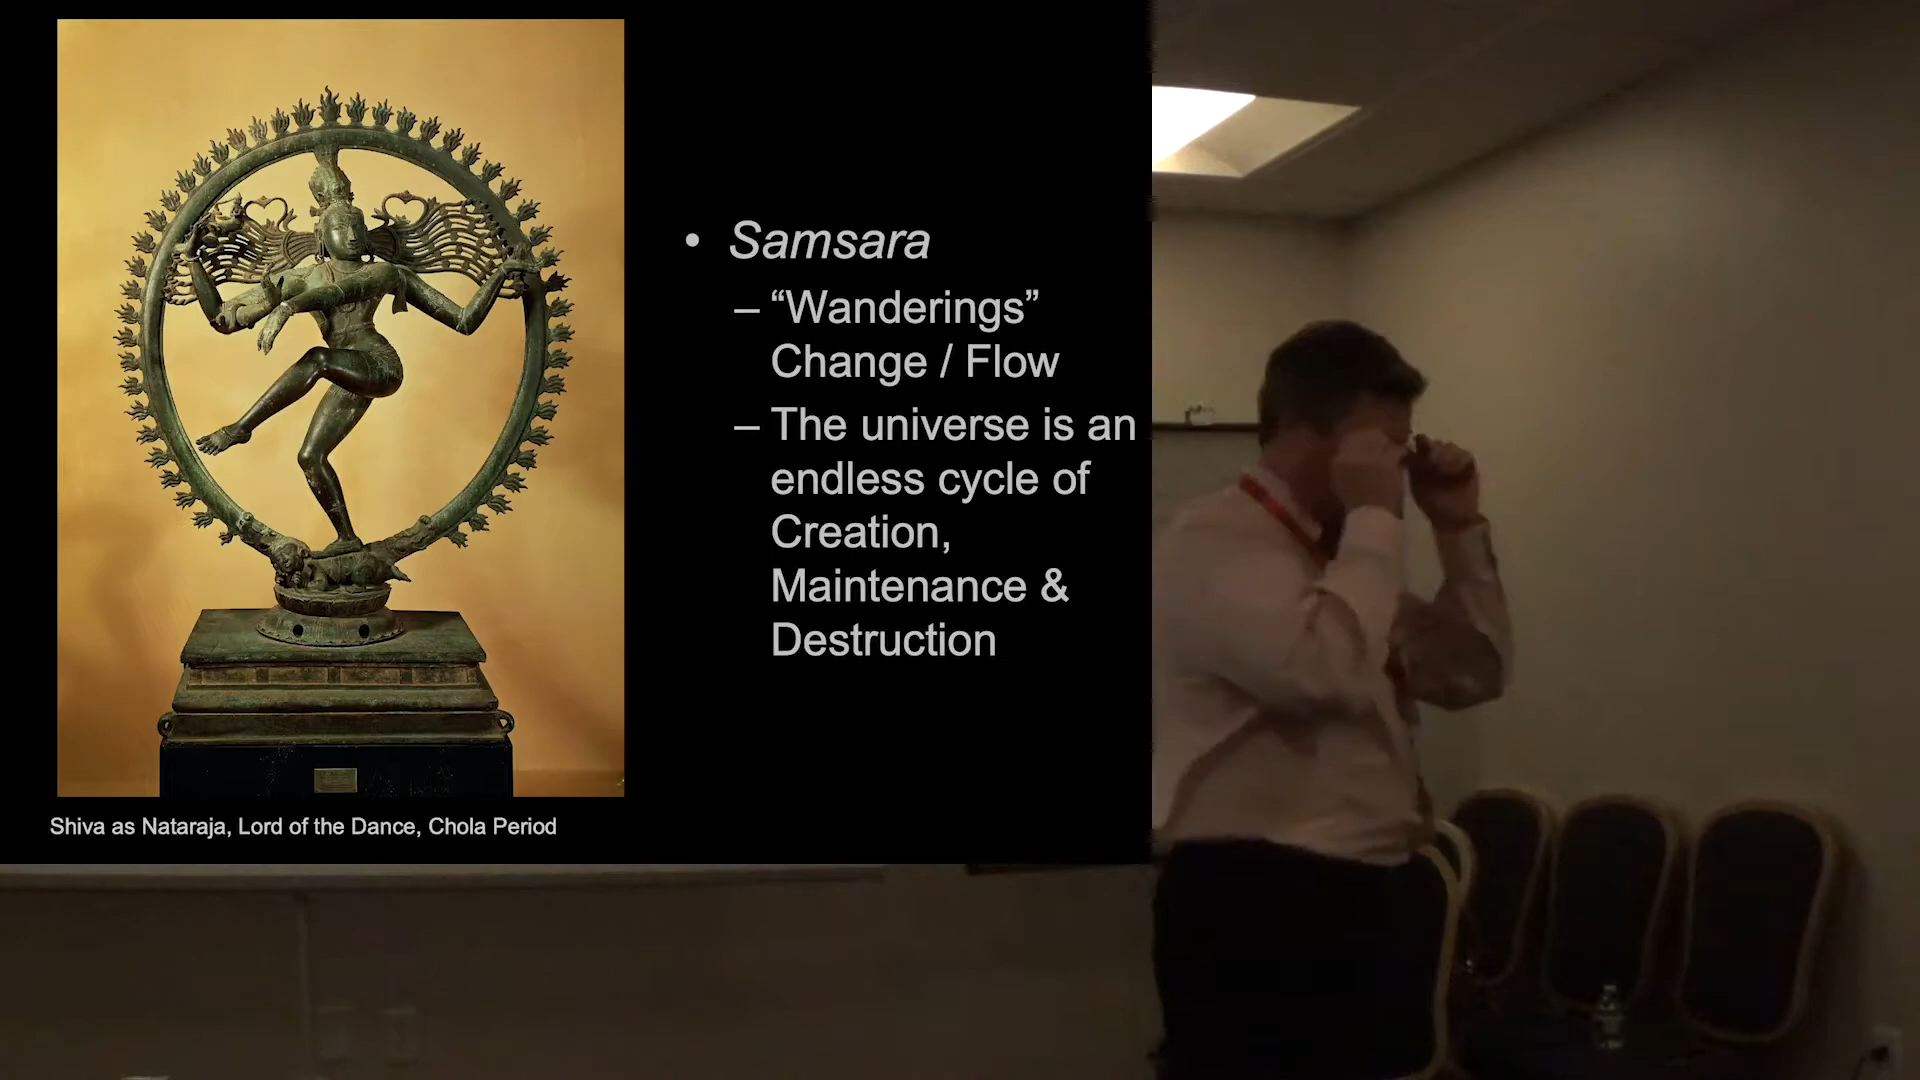 • Samsara
– “Wanderings”
Change / Flow
– The universe is an
endless cycle of
Creation,
Maintenance &
Destruction
Shiva as Nataraja, Lord of the Dance, Chola Period